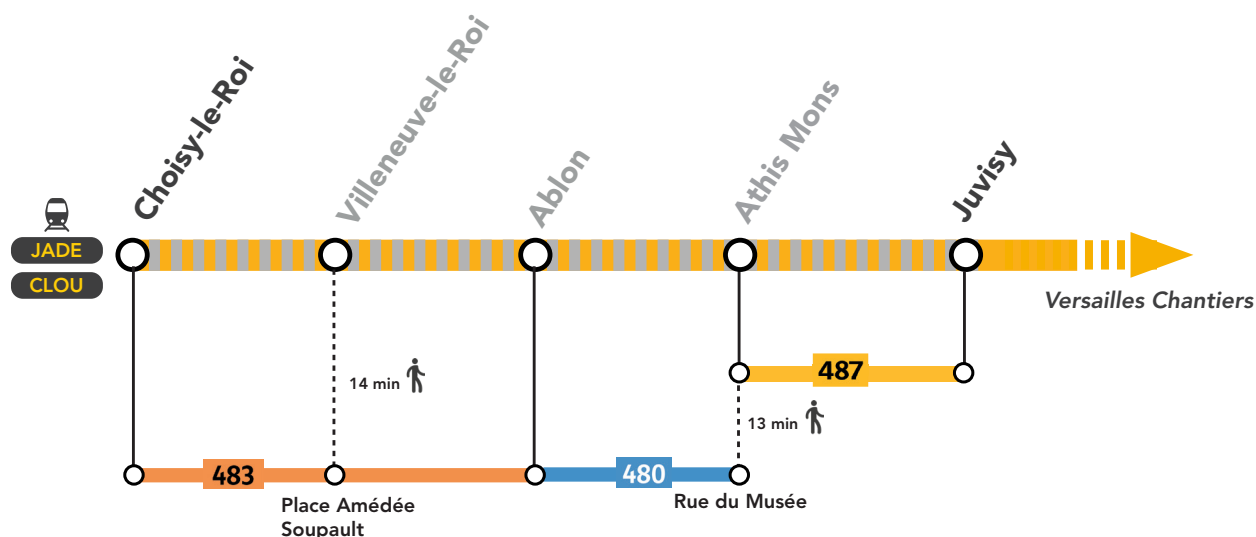 Choisy-le-Roi
Villeneuve-le-Roi
Ablon
Athis Mons
Juvisy
JADE
CLOU
Versailles Chantiers
487
14 min
13 min
483
480
Place Amédée
Soupault
Rue du Musée